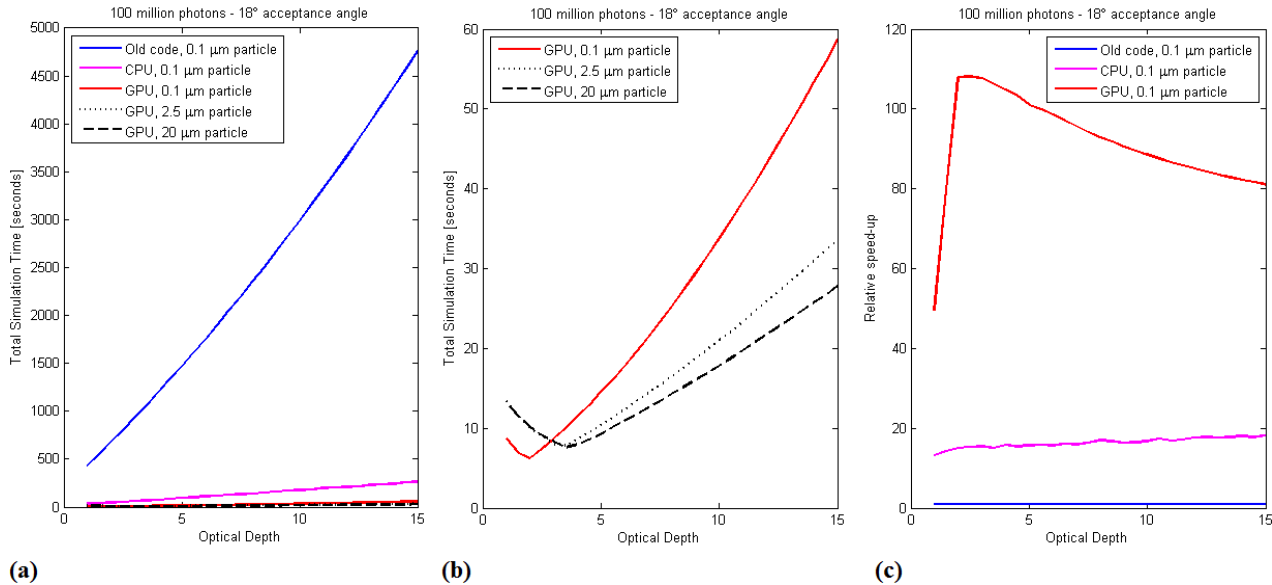 100 million photons - 18° acceptance angle
5000
4500
4000
3500
3000
2500
2000
1500
1000
500
0
0
5
10
15
Total Simulation Time [seconds]
Optical Depth
Old code, 0.1 µm particle
CPU, 0.1 µm particle
GPU, 0.1 µm particle
GPU, 2.5 µm particle
GPU, 20 µm particle
(a)
100 million photons - 18° acceptance angle
60
50
40
30
20
10
0
0
5
10
15
Total Simulation Time [seconds]
Optical Depth
GPU, 0.1 µm particle
GPU, 2.5 µm particle
GPU, 20 µm particle
(b)
100 million photons - 18° acceptance angle
120
100
80
60
40
20
0
0
5
10
15
Relative speed-up
Optical Depth
Old code, 0.1 µm particle
CPU, 0.1 µm particle
GPU, 0.1 µm particle
(c)